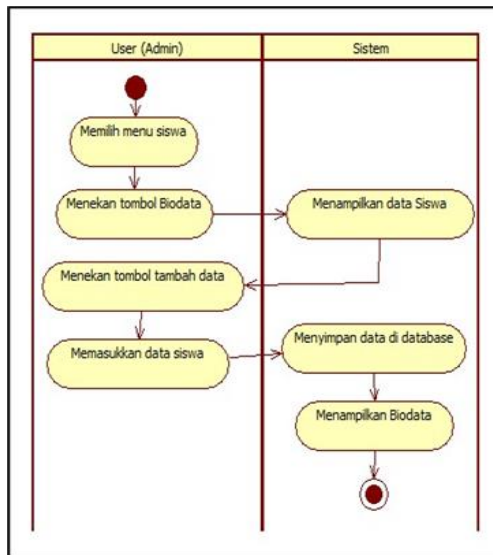 User (Admin)
Sistem
Memilih menu siswa
Menekan tombol Biodata
Menampilkan data Siswa
Menekan tombol tambah data
Memasukkan data siswa
Menyimpan data di database
Menampilkan Biodata